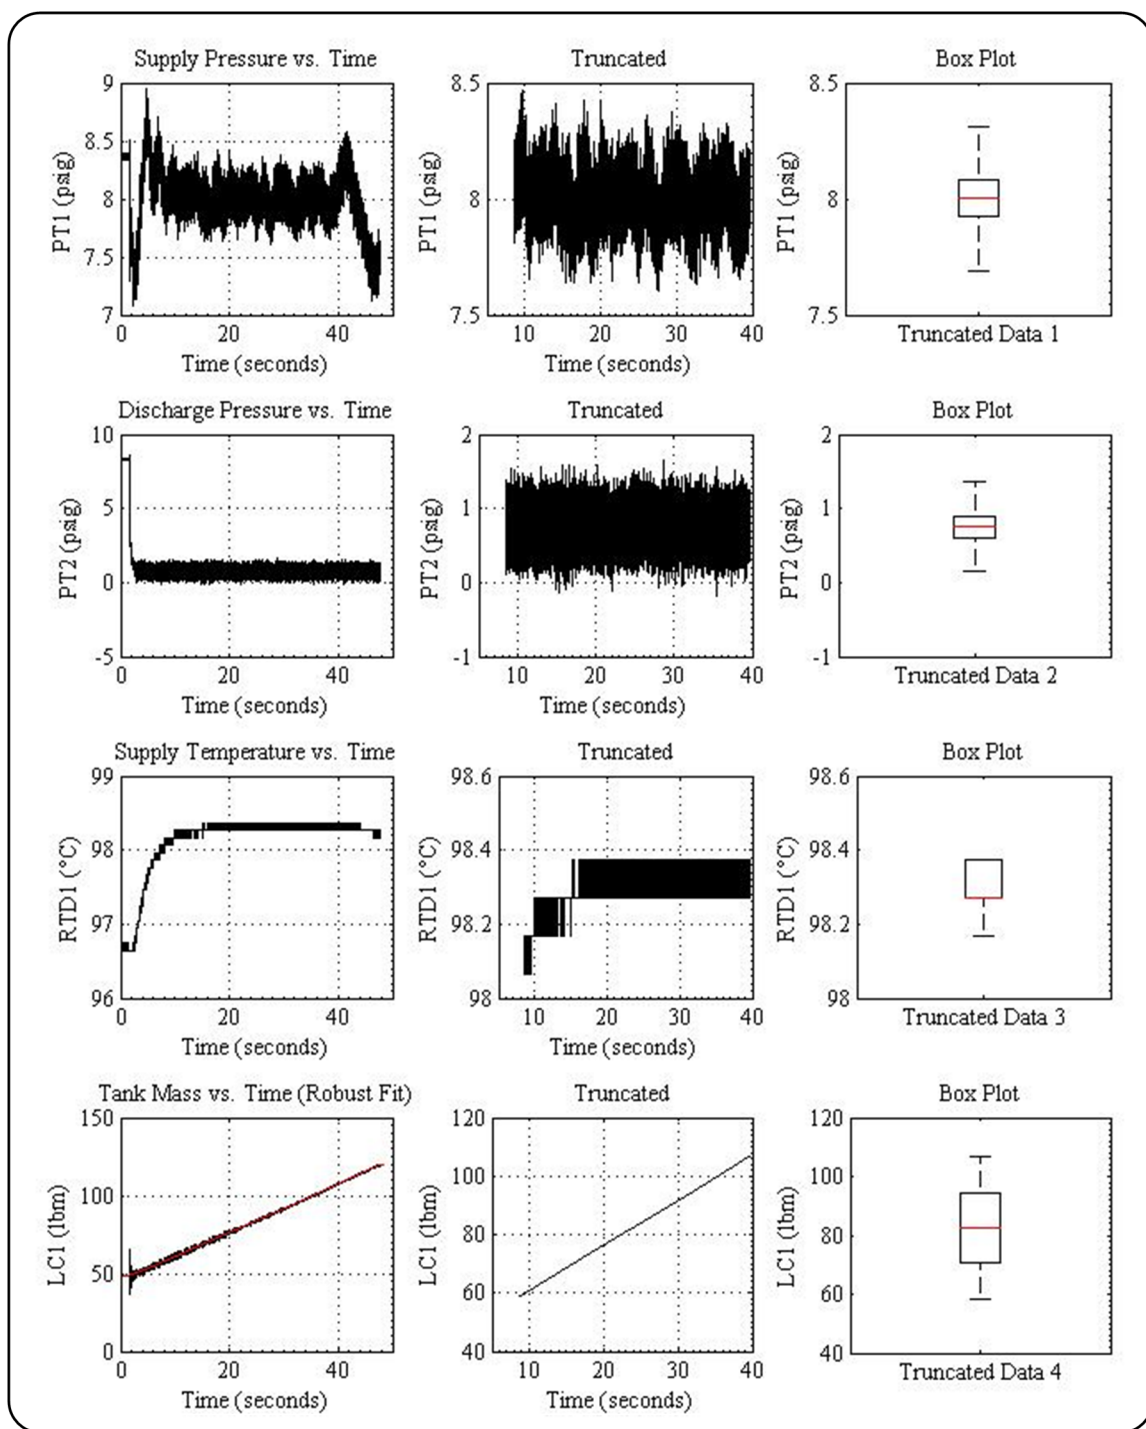 Supply Pressure vs. Time
Truncated
Box Plot
9
8.5
8
7.5
7
PT1 (psig)
0
20
40
Time (seconds)
8.5
8
7.5
PT1 (psig)
10
20
30
40
Time (seconds)
8.5
8
7.5
PT1 (psig)
Truncated Data 1
Discharge Pressure vs. Time
Truncated
Box Plot
10
5
0
-5
PT2 (psig)
0
20
40
Time (seconds)
2
1
0
-1
PT2 (psig)
10
20
30
40
Time (seconds)
2
1
0
-1
PT2 (psig)
Truncated Data 2
Supply Temperature vs. Time
Truncated
Box Plot
99
98
97
96
RTD1 (°C)
0
20
40
Time (seconds)
98.6
98.4
98.2
98
RTD1 (°C)
10
20
30
40
Time (seconds)
98.6
98.4
98.2
98
RTD1 (°C)
Truncated Data 3
Tank Mass vs. Time (Robust Fit)
Truncated
Box Plot
150
100
50
0
LC1 (lbm)
0
20
40
Time (seconds)
120
100
80
60
40
LC1 (lbm)
10
20
30
40
Time (seconds)
120
100
80
60
40
LC1 (lbm)
Truncated Data 4